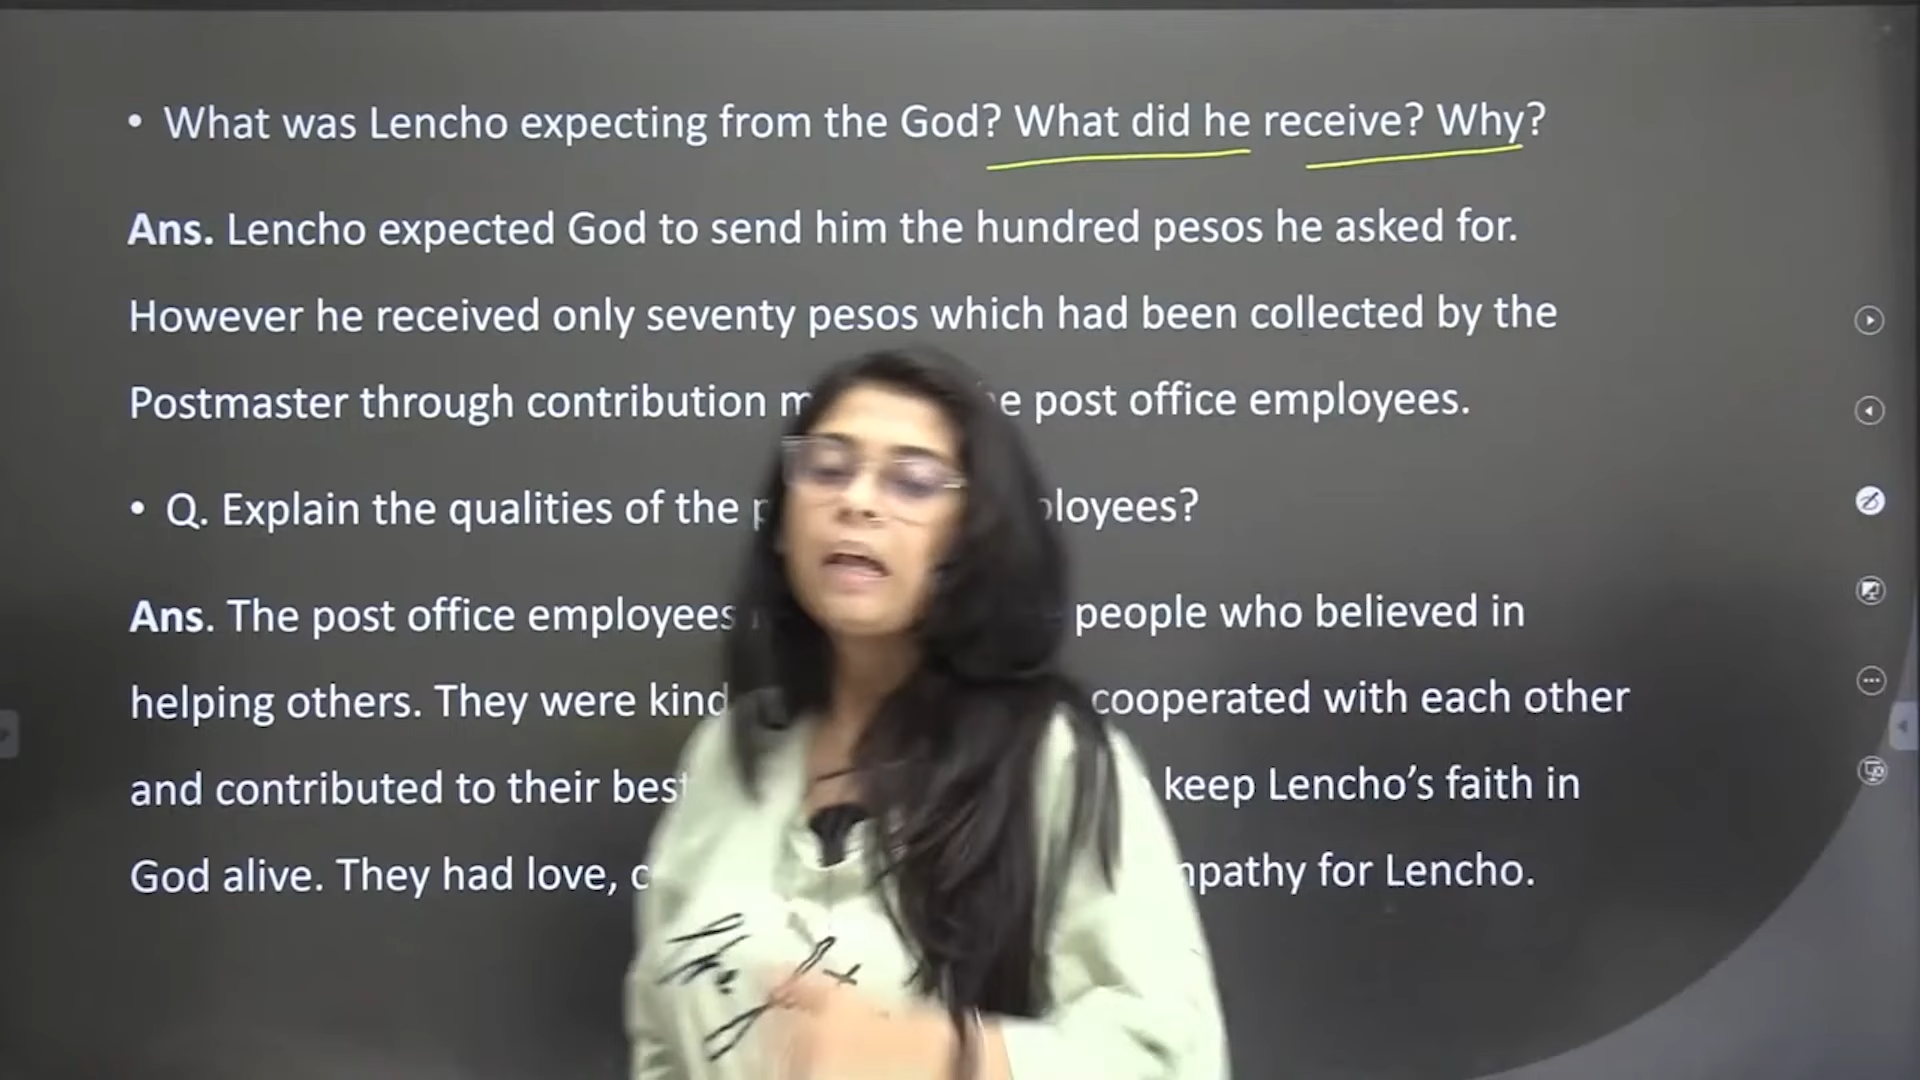 • What was Lencho expecting from the God? What did he receive? Why?
Ans. Lencho expected God to send him the hundred pesos he asked for.
However he received only seventy pesos which had been collected by the
Postmaster through contribution post office employees.
• Q. Explain the qualities of the
Ans. The post office employees people who believed in
helping others. They were kind cooperated with each other
and contributed to their best keep Lencho's faith in
God alive. They had love, for Lencho.